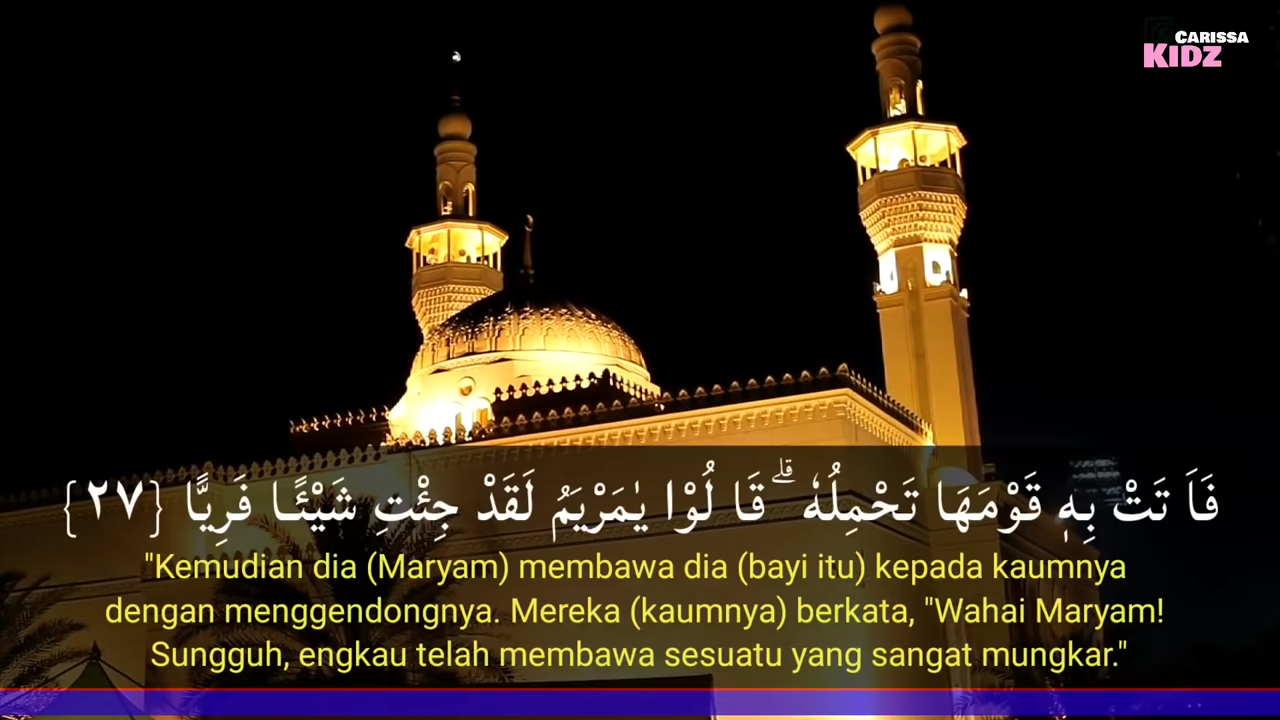 CARISSA
KIDZ
فَاَ تَتْ بِهٖ قَوْمَهَا تَحْمِلُهٗ ۗ قَا لُوْا يٰمَرْيَمُ لَقَدْ جِئْتِ شَيْئًـا فَرِيًّا {٢٧}
"Kemudian dia (Maryam) membawa dia (bayi itu) kepada kaumnya
dengan menggendongnya. Mereka (kaumnya) berkata, "Wahai Maryam!
Sungguh, engkau telah membawa sesuatu yang sangat mungkar."